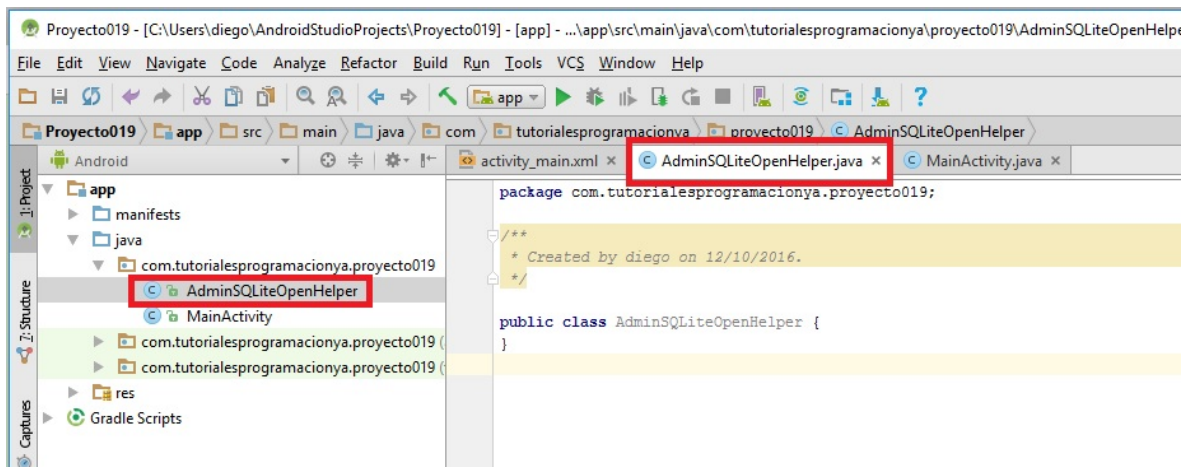 Proyecto019 - [C:\Users\diego\AndroidStudioProjects\Proyecto019] - [app] - ...\app\src\main\java\com\tutorialesprogramacionya\proyecto019\AdminSQLiteOpenHelpe
File Edit View Navigate Code Analyze Refactor Build Run Tools VCS Window Help
app
Proyecto019 app src main java com tutorialesprogramacionya proyecto019 AdminSQLiteOpenHelper
Android
activity_main.xml × AdminSQLiteOpenHelper.java × MainActivity.java ×
1: Project
7: Structure
Captures
app
manifests
java
com.tutorialesprogramacionya.proyecto019
AdminSQLiteOpenHelper
MainActivity
com.tutorialesprogramacionya.proyecto019 (
com.tutorialesprogramacionya.proyecto019 (
res
Gradle Scripts
package com.tutorialesprogramacionya.proyecto019;
/**
* Created by diego on 12/10/2016.
*/
public class AdminSQLiteOpenHelper {
}